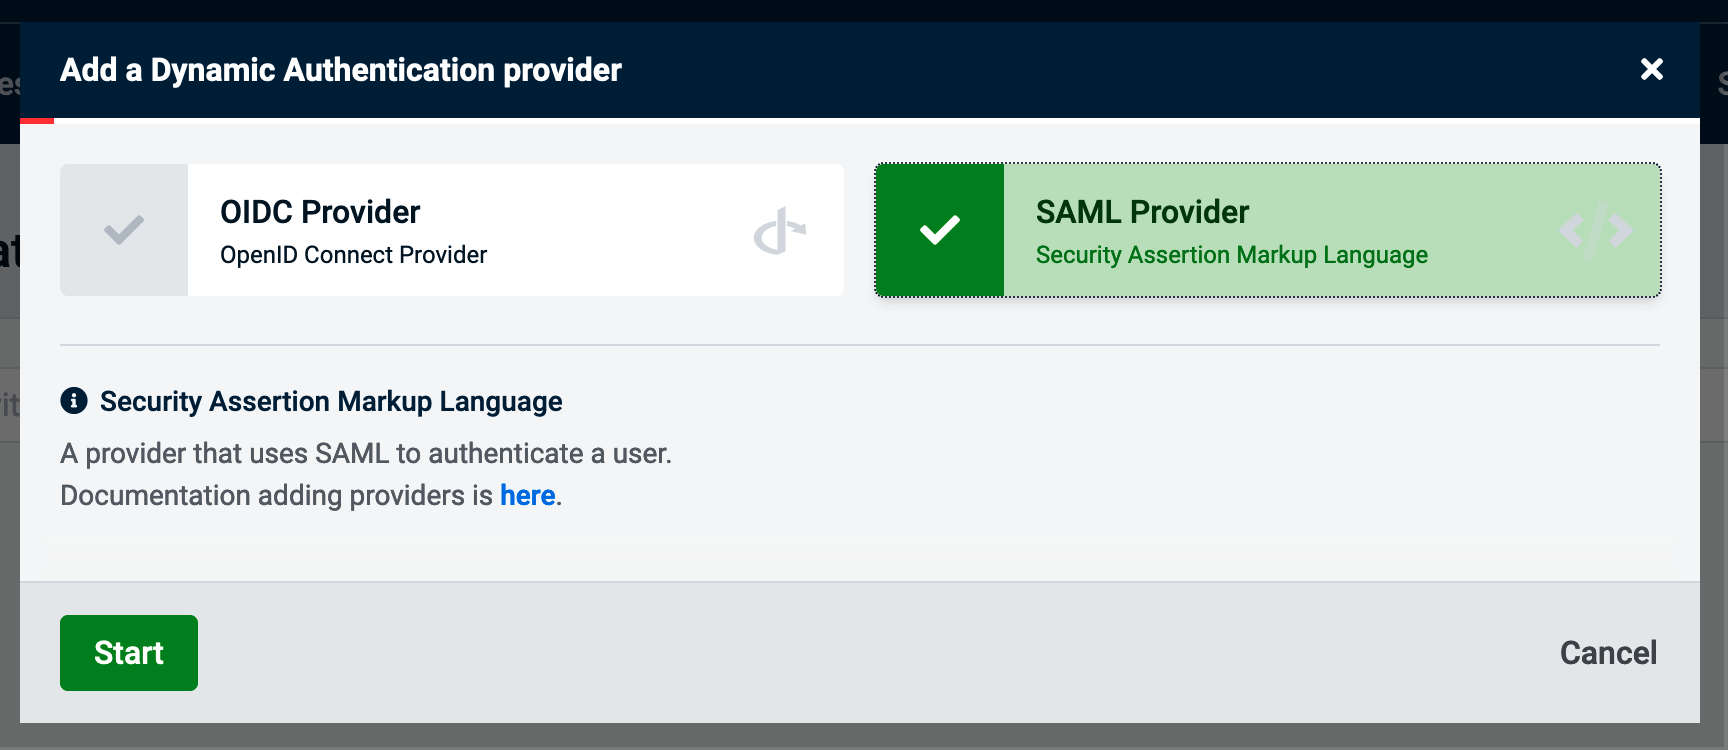 Add a Dynamic Authentication provider
OIDC Provider
OpenID Connect Provider
SAML Provider
Security Assertion Markup Language
Security Assertion Markup Language
A provider that uses SAML to authenticate a user.
Documentation adding providers is here.
Start
Cancel